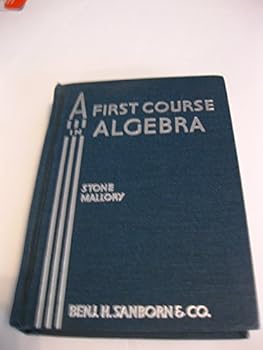 A FIRST COURSE
IN ALGEBRA
STONE
MALLORY
BENJ. H. SANBORN & CO.